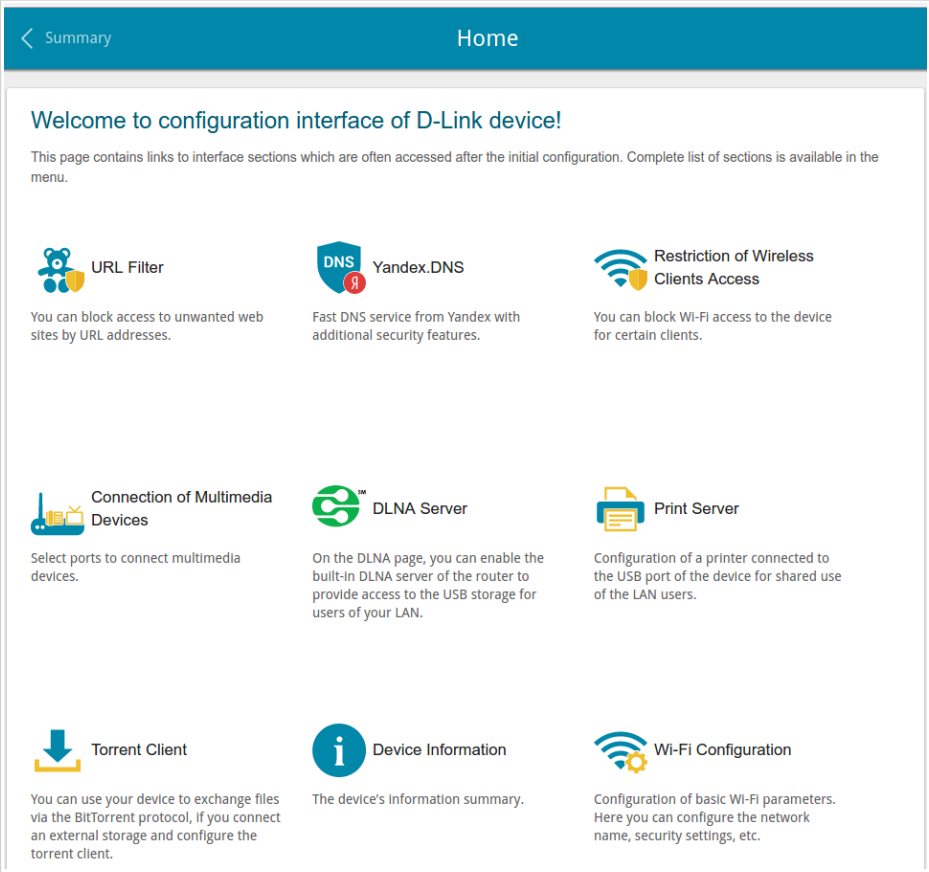 Summary
Home
Welcome to configuration interface of D-Link device!
This page contains links to interface sections which are often accessed after the initial configuration. Complete list of sections is available in the
menu.
URL Filter
You can block access to unwanted web
sites by URL addresses.
DNS
Я
Yandex.DNS
Fast DNS service from Yandex with
additional security features.
Restriction of Wireless
Clients Access
You can block Wi-Fi access to the device
for certain clients.
Connection of Multimedia
Devices
Select ports to connect multimedia
devices.
SM
DLNA Server
On the DLNA page, you can enable the
built-in DLNA server of the router to
provide access to the USB storage for
users of your LAN.
Print Server
Configuration of a printer connected to
the USB port of the device for shared use
of the LAN users.
Torrent Client
You can use your device to exchange files
via the BitTorrent protocol, if you connect
an external storage and configure the
torrent client.
i
Device Information
The device's information summary.
Wi-Fi Configuration
Configuration of basic Wi-Fi parameters.
Here you can configure the network
name, security settings, etc.